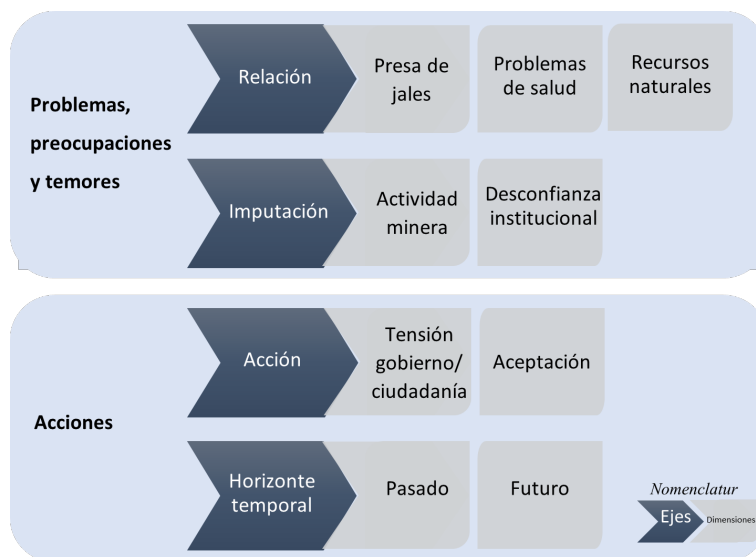 Problemas,
preocupaciones
y temores
Relación
Presa de
jales
Problemas
de salud
Recursos
naturales
Imputación
Actividad
minera
Desconfianza
institucional
Acciones
Acción
Tensión
gobierno/
ciudadanía
Aceptación
Horizonte
temporal
Pasado
Futuro
Nomenclatur
Ejes
Dimensiones